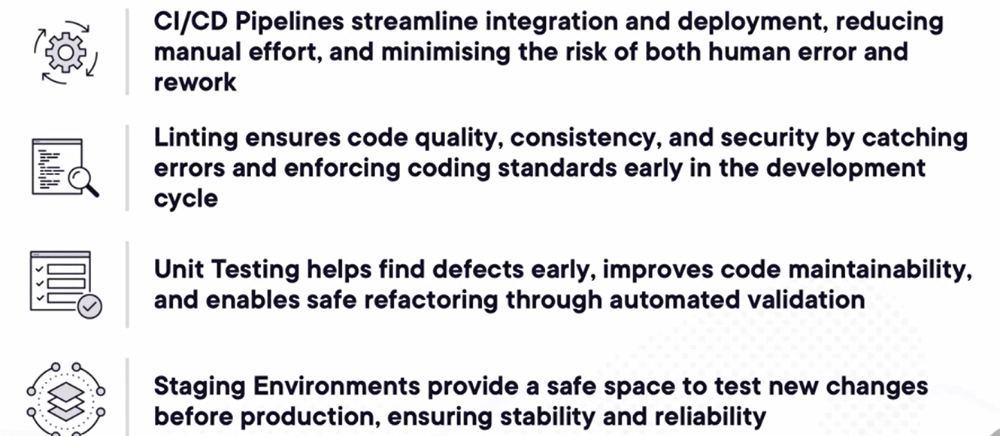 CI/CD Pipelines streamline integration and deployment, reducing
manual effort, and minimising the risk of both human error and
rework
Linting ensures code quality, consistency, and security by catching
errors and enforcing coding standards early in the development
cycle
Unit Testing helps find defects early, improves code maintainability,
and enables safe refactoring through automated validation
Staging Environments provide a safe space to test new changes
before production, ensuring stability and reliability